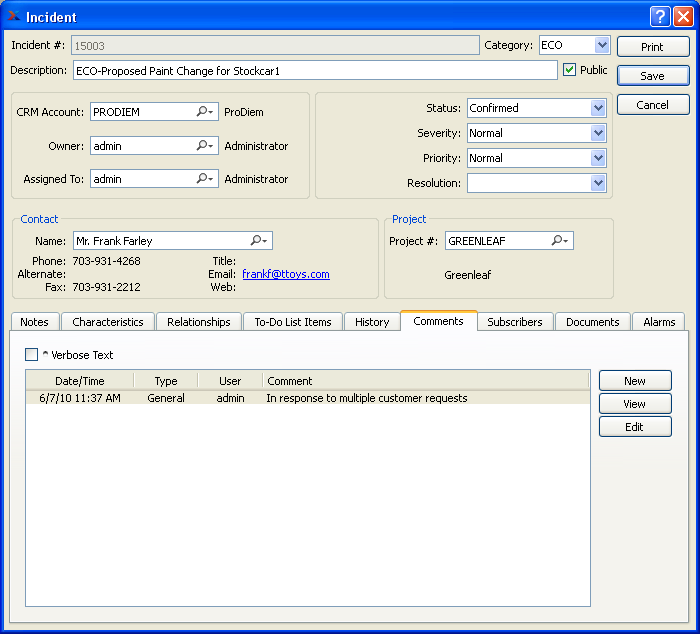 Incident
Incident #: 15003 Category: ECO Print
Description: ECO-Proposed Paint Change for Stockcar1 Public Save
Cancel
CRM Account: PRODIEM ProDiem Status: Confirmed
Owner: admin Administrator Severity: Normal
Assigned To: admin Administrator Priority: Normal
Resolution:
Contact Project
Name: Mr. Frank Farley Project #: GREENLEAF
Phone: 703-931-4268 Title:
Alternate: Email: frankf@ttoys.com Greenleaf
Fax: 703-931-2212 Web:
Notes Characteristics Relationships To-Do List Items History Comments Subscribers Documents Alarms
^ Verbose Text
Date/Time Type User Comment New
6/7/10 11:37 AM General admin In response to multiple customer requests View
Edit